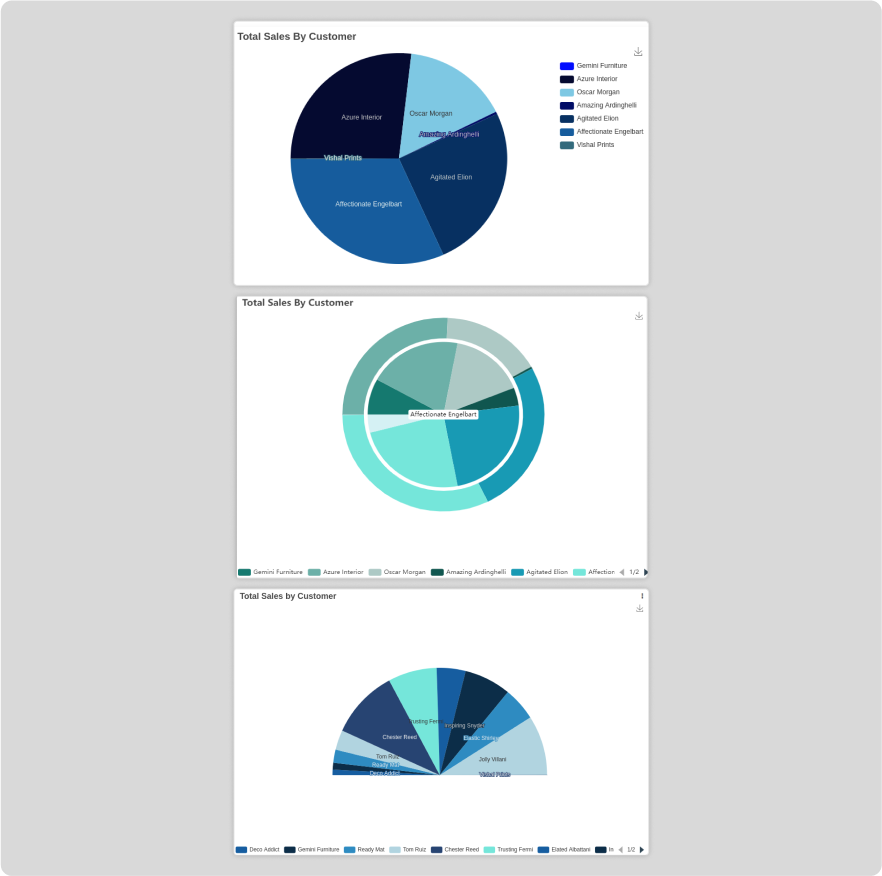 Total Sales By Customer
Gemini Furniture
Azure Interior
Oscar Morgan
Amazing Ardinghelli
Agitated Elion
Affectionate Engelbart
Vishal Prints
Azure Interior
Oscar Morgan
Amazing Ardinghelli
Vishal Prints
Agitated Elion
Affectionate Engelbart
Total Sales By Customer
Affectionate Engelbart
Gemini Furniture Azure Interior Oscar Morgan Amazing Ardinghelli Agitated Elion Affection 1/2
Total Sales by Customer
Trusting Fermi
Inspiring Snyder
Chester Reed
Elastic Shirley
Tom Ruiz
Jolly Villani
Ready Mat
Deco Addict
Vishal Prints
Deco Addict Gemini Furniture Ready Mat Tom Ruiz Chester Reed Trusting Fermi Elated Albattani In 1/2